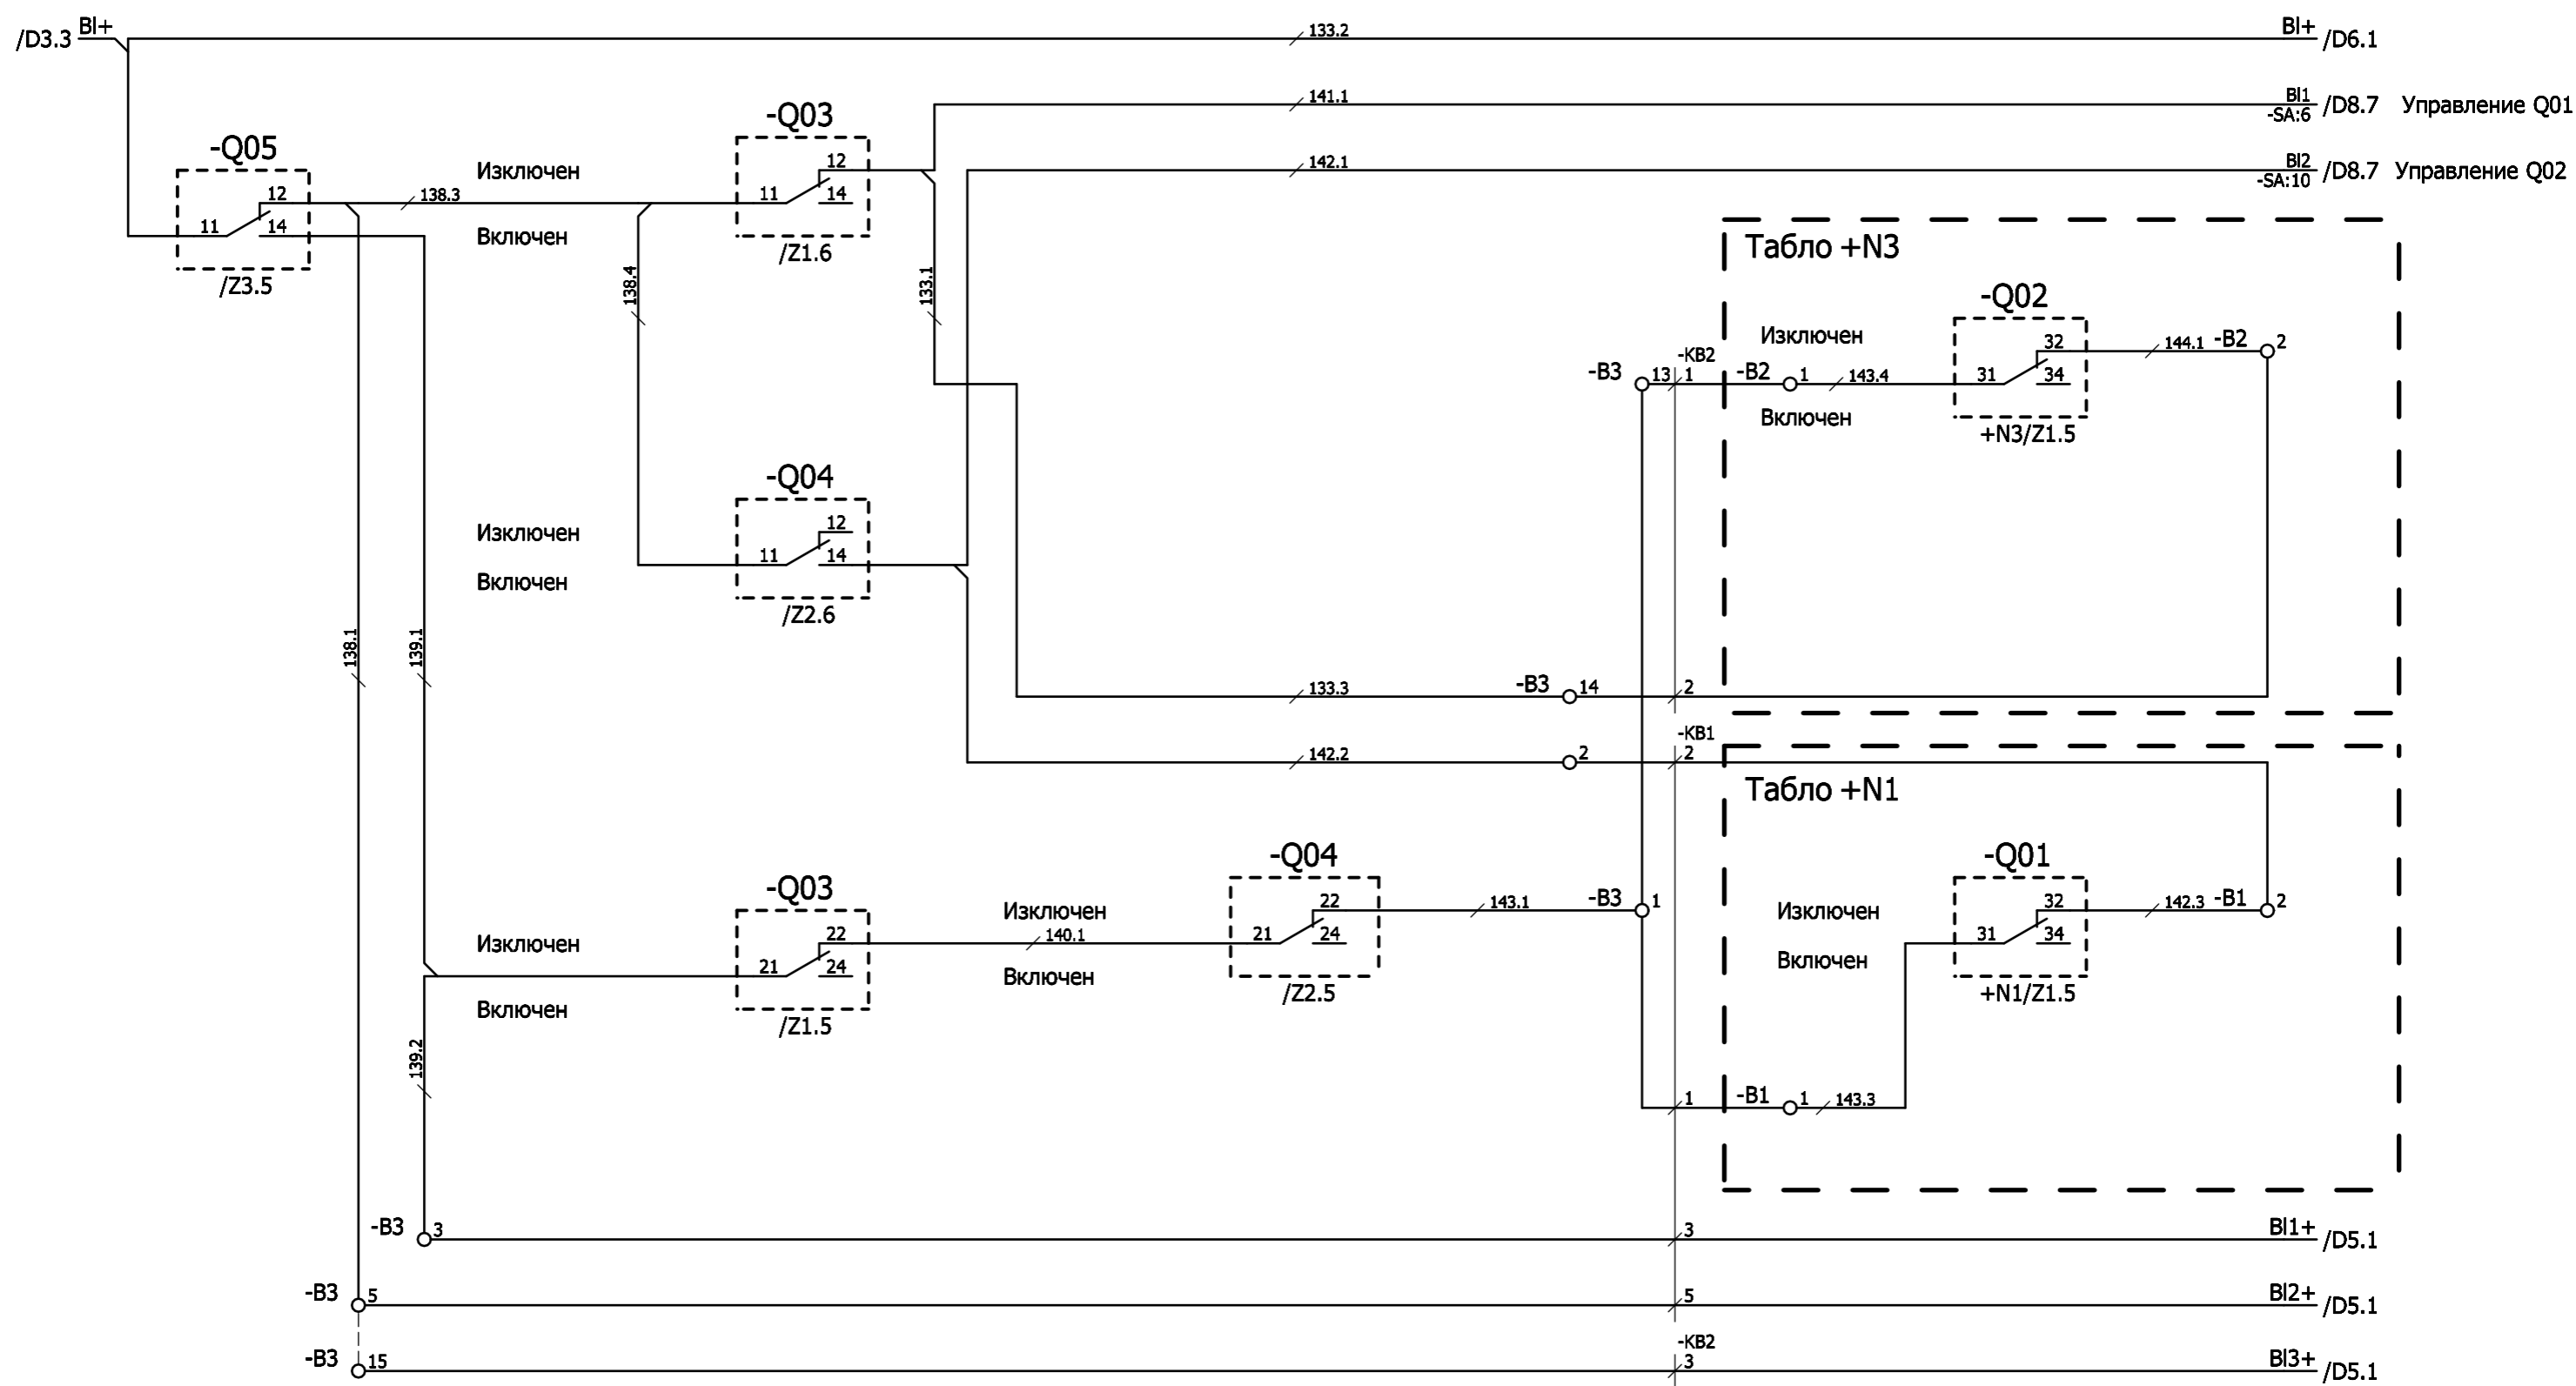 /D3.3 Bl+ 133.2 Bl+ /D6.1
141.1 Bl1 -SA:6 /D8.7 Управление Q01
142.1 Bl2 -SA:10 /D8.7 Управление Q02
-Q05
11 12 14
/Z3.5
138.3
Изключен
Включен
-Q03
11 12 14
/Z1.6
138.4
133.1
Табло +N3
-Q02
Изключен
31 32 34
144.1 -B2 2
-B3 13 -KB2 1 -B2 1 143.4
Включен
+N3/Z1.5
-Q04
Изключен
11 12 14
Включен
/Z2.6
138.1
139.1
133.3 -B3 14 2
-KB1
142.2 2 2
Табло +N1
-Q03
Изключен
21 22 24
Включен
/Z1.5
140.1
Изключен
Включен
-Q04
21 22 24
/Z2.5
143.1 -B3 1
-Q01
Изключен
31 32 34
142.3 -B1 2
Включен
+N1/Z1.5
139.2
1 -B1 1 143.3
-B3 3 3 Bl1+ /D5.1
-B3 5 5 Bl2+ /D5.1
-KB2
-B3 15 3 Bl3+ /D5.1